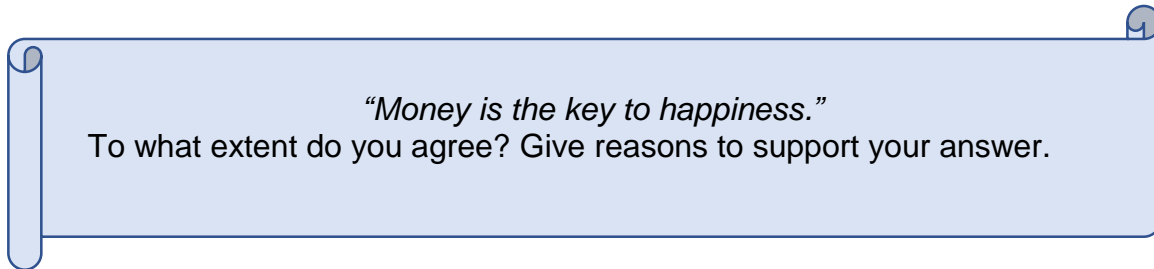 “Money is the key to happiness.”
To what extent do you agree? Give reasons to support your answer.